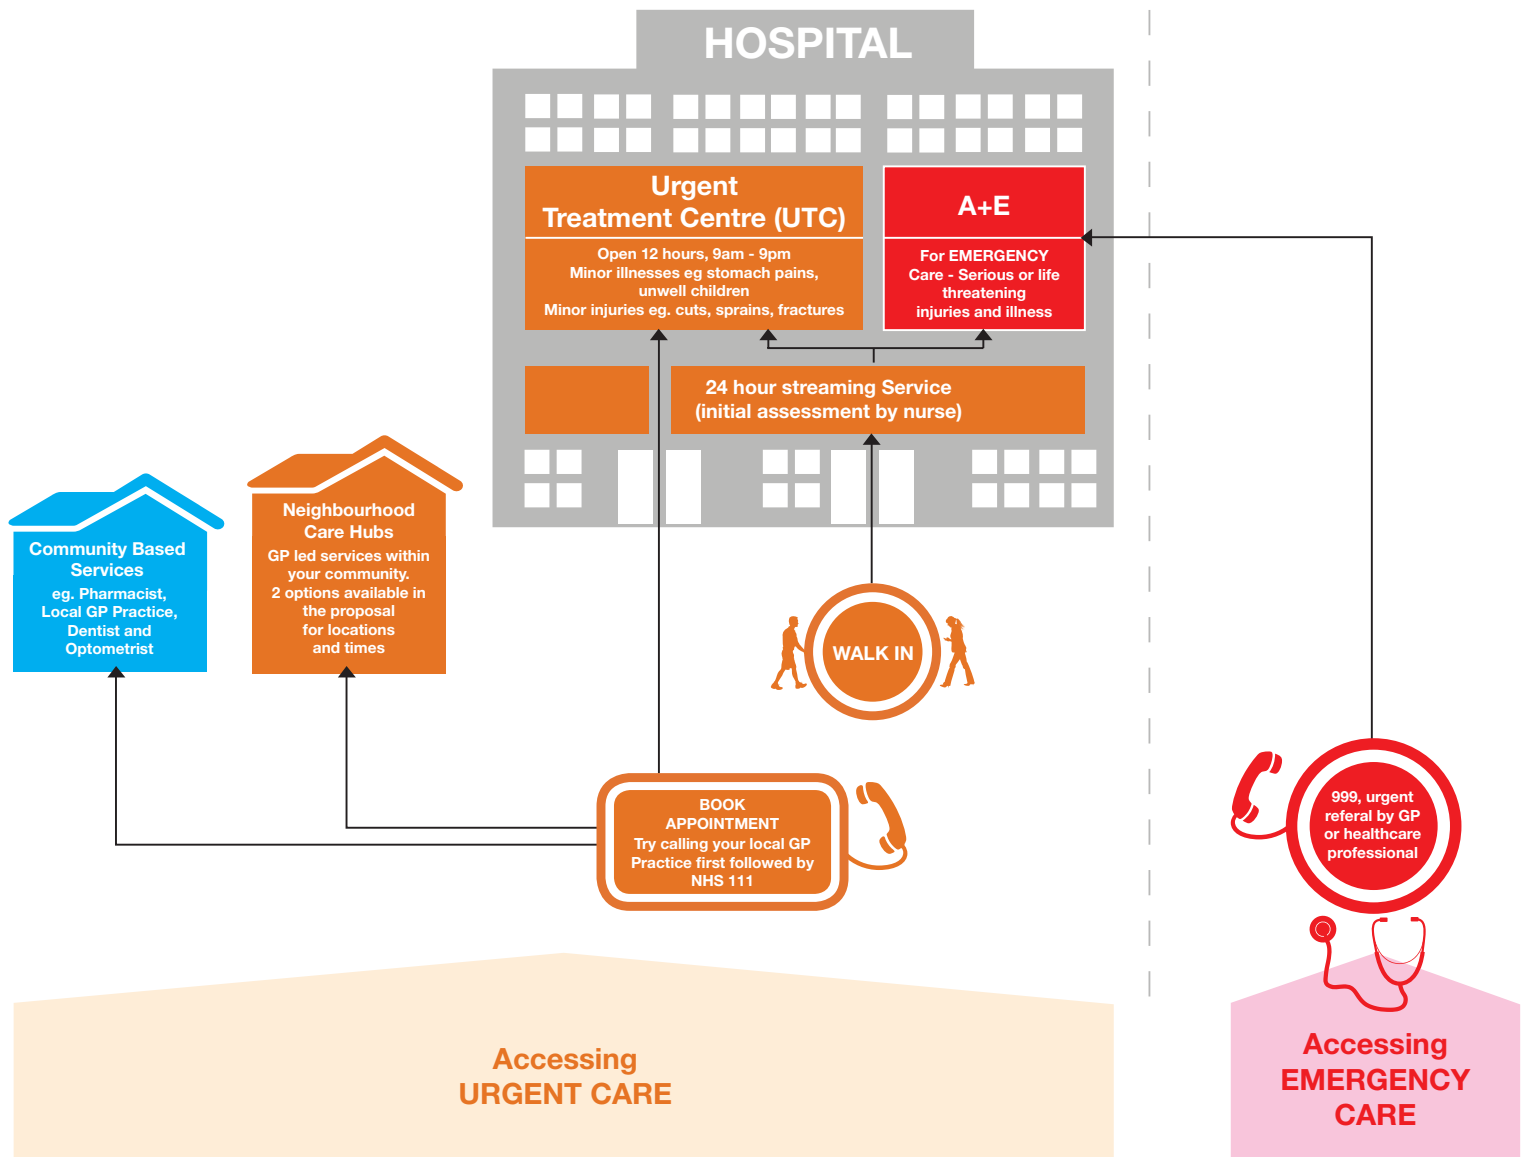 HOSPITAL
Urgent
Treatment Centre (UTC)
Open 12 hours, 9am - 9pm
Minor illnesses eg stomach pains,
unwell children
Minor injuries eg. cuts, sprains, fractures
A+E
For EMERGENCY
Care - Serious or life
threatening
injuries and illness
24 hour streaming Service
(initial assessment by nurse)
Neighbourhood
Care Hubs
GP led services within
your community.
2 options available in
the proposal
for locations
and times
Community Based
Services
eg. Pharmacist,
Local GP Practice,
Dentist and
Optometrist
WALK IN
BOOK
APPOINTMENT
Try calling your local GP
Practice first followed by
NHS 111
999, urgent
referal by GP
or healthcare
professional
Accessing
URGENT CARE
Accessing
EMERGENCY
CARE